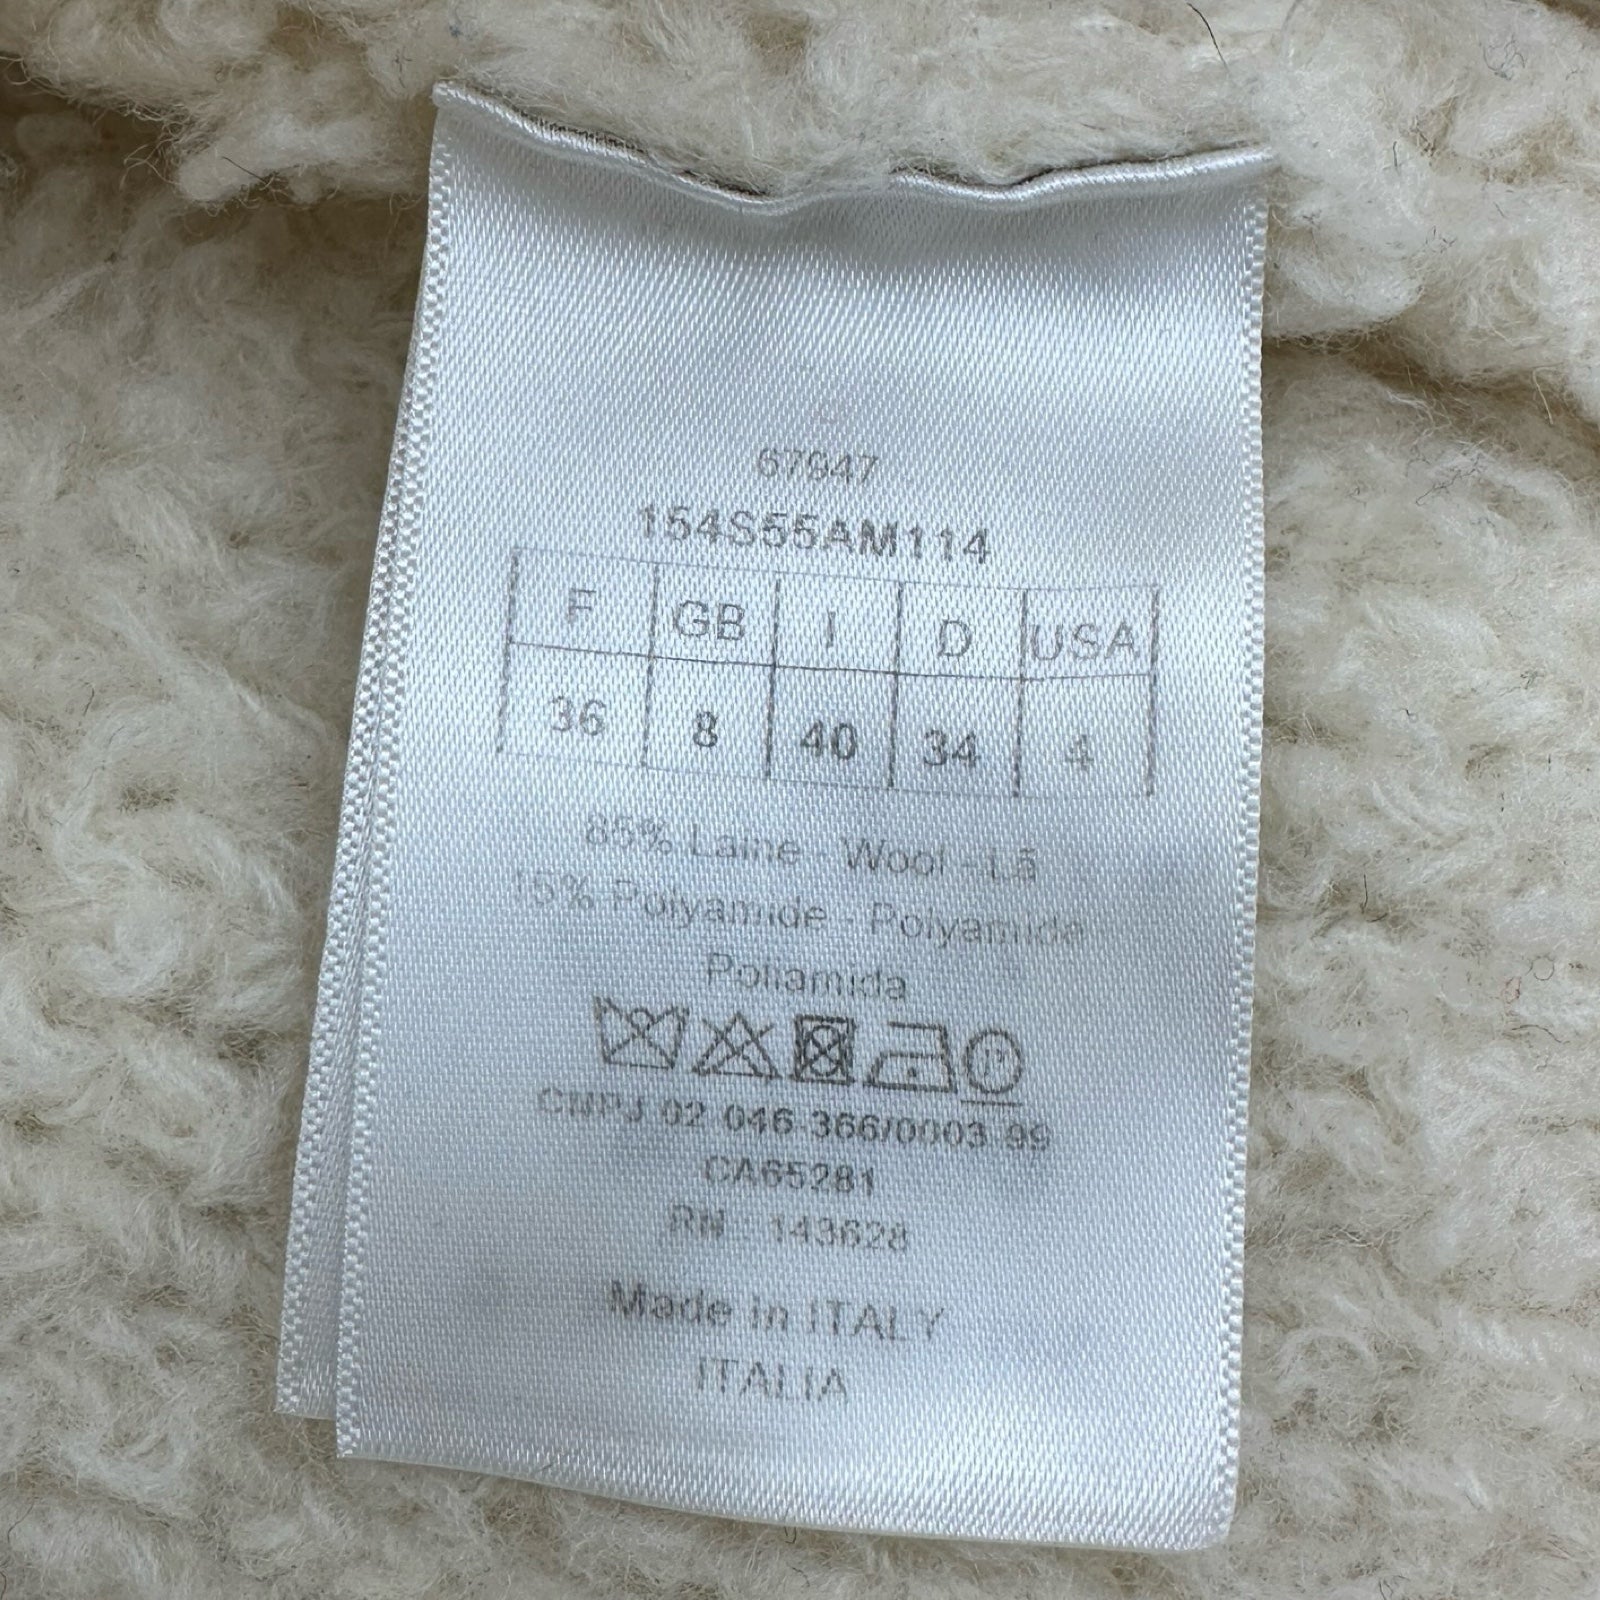 67947
154S55AM114
F GB I D USA
36 8 40 34 4
85% Laine - Wool - Lã
15% Polyamide - Polyamide
Poliamida
P
CNPJ 02 046 366/0003 99
CA65281
RN : 143628
Made in ITALY
ITALIA